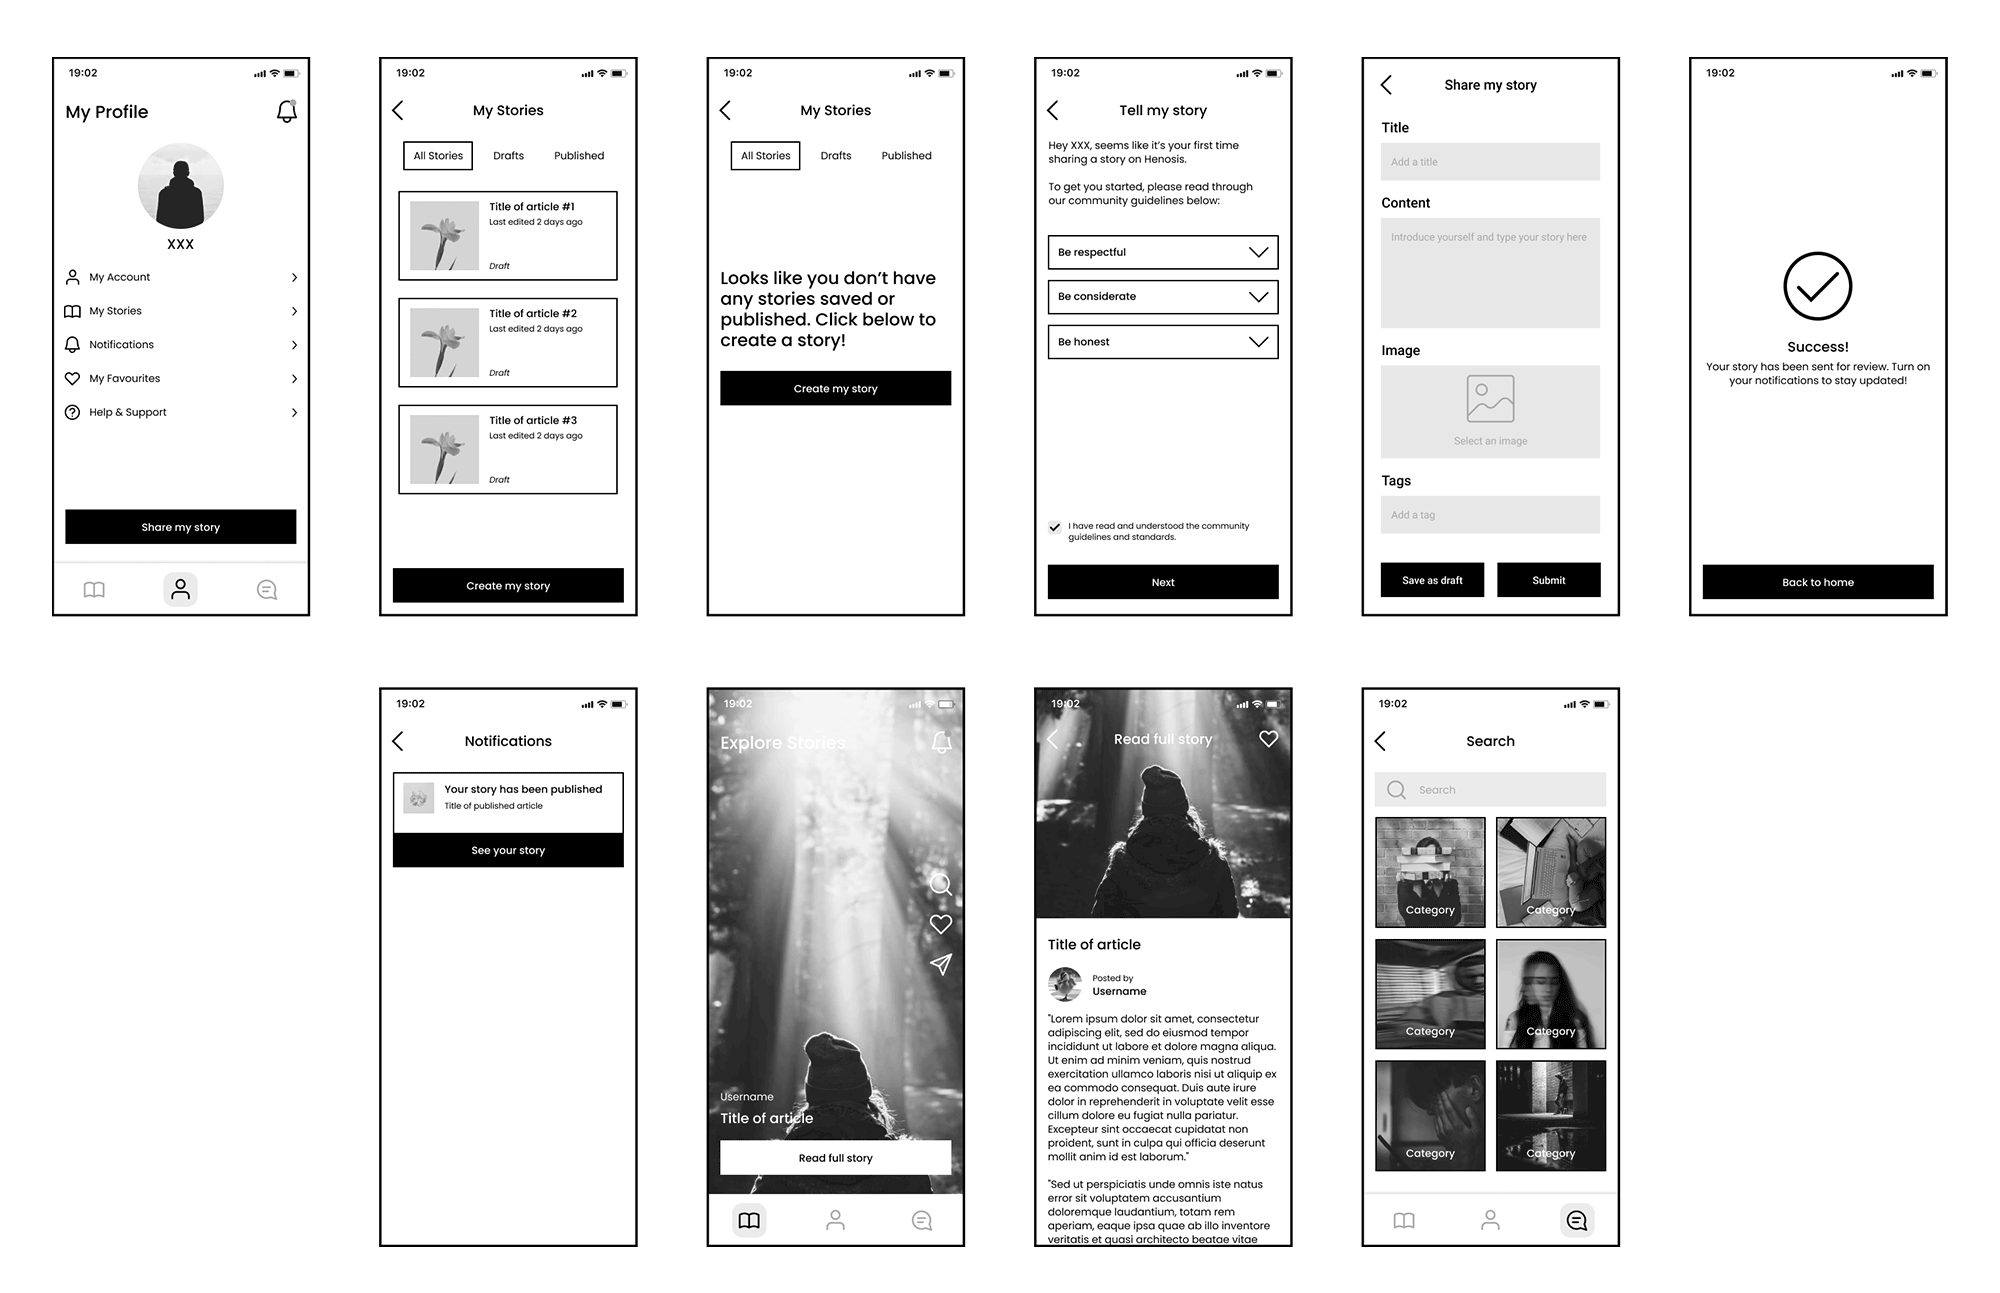 19:02
My Profile
XXX
My Account
My Stories
Notifications
My Favourites
Help & Support
Share my story
19:02
My Stories
All Stories
Drafts
Published
Title of article #1
Last edited 2 days ago
Draft
Title of article #2
Last edited 2 days ago
Draft
Title of article #3
Last edited 2 days ago
Draft
Create my story
19:02
My Stories
All Stories
Drafts
Published
Looks like you don’t have
any stories saved or
published. Click below to
create a story!
Create my story
19:02
Tell my story
Hey XXX, seems like it’s your first time
sharing a story on Henosis.
To get you started, please read through
our community guidelines below:
Be respectful
Be considerate
Be honest
I have read and understood the community
guidelines and standards.
Next
Share my story
Title
Add a title
Content
Introduce yourself and type your story here
Image
Select an image
Tags
Add a tag
Save as draft
Submit
19:02
Success!
Your story has been sent for review. Turn on
your notifications to stay updated!
Back to home
19:02
Notifications
Your story has been published
Title of published article
See your story
19:02
Explore Stories
Username
Title of article
Read full story
19:02
Read full story
Title of article
Posted by
Username
"Lorem ipsum dolor sit amet, consectetur
adipiscing elit, sed do eiusmod tempor
incididunt ut labore et dolore magna aliqua.
Ut enim ad minim veniam, quis nostrud
exercitation ullamco laboris nisi ut aliquip ex
ea commodo consequat. Duis aute irure
dolor in reprehenderit in voluptate velit esse
cillum dolore eu fugiat nulla pariatur.
Excepteur sint occaecat cupidatat non
proident, sunt in culpa qui officia deserunt
mollit anim id est laborum."
"Sed ut perspiciatis unde omnis iste natus
error sit voluptatem accusantium
doloremque laudantium, totam rem
aperiam, eaque ipsa quae ab illo inventore
veritatis et quasi architecto beatae vitae
19:02
Search
Search
Category
Category
Category
Category
Category
Category